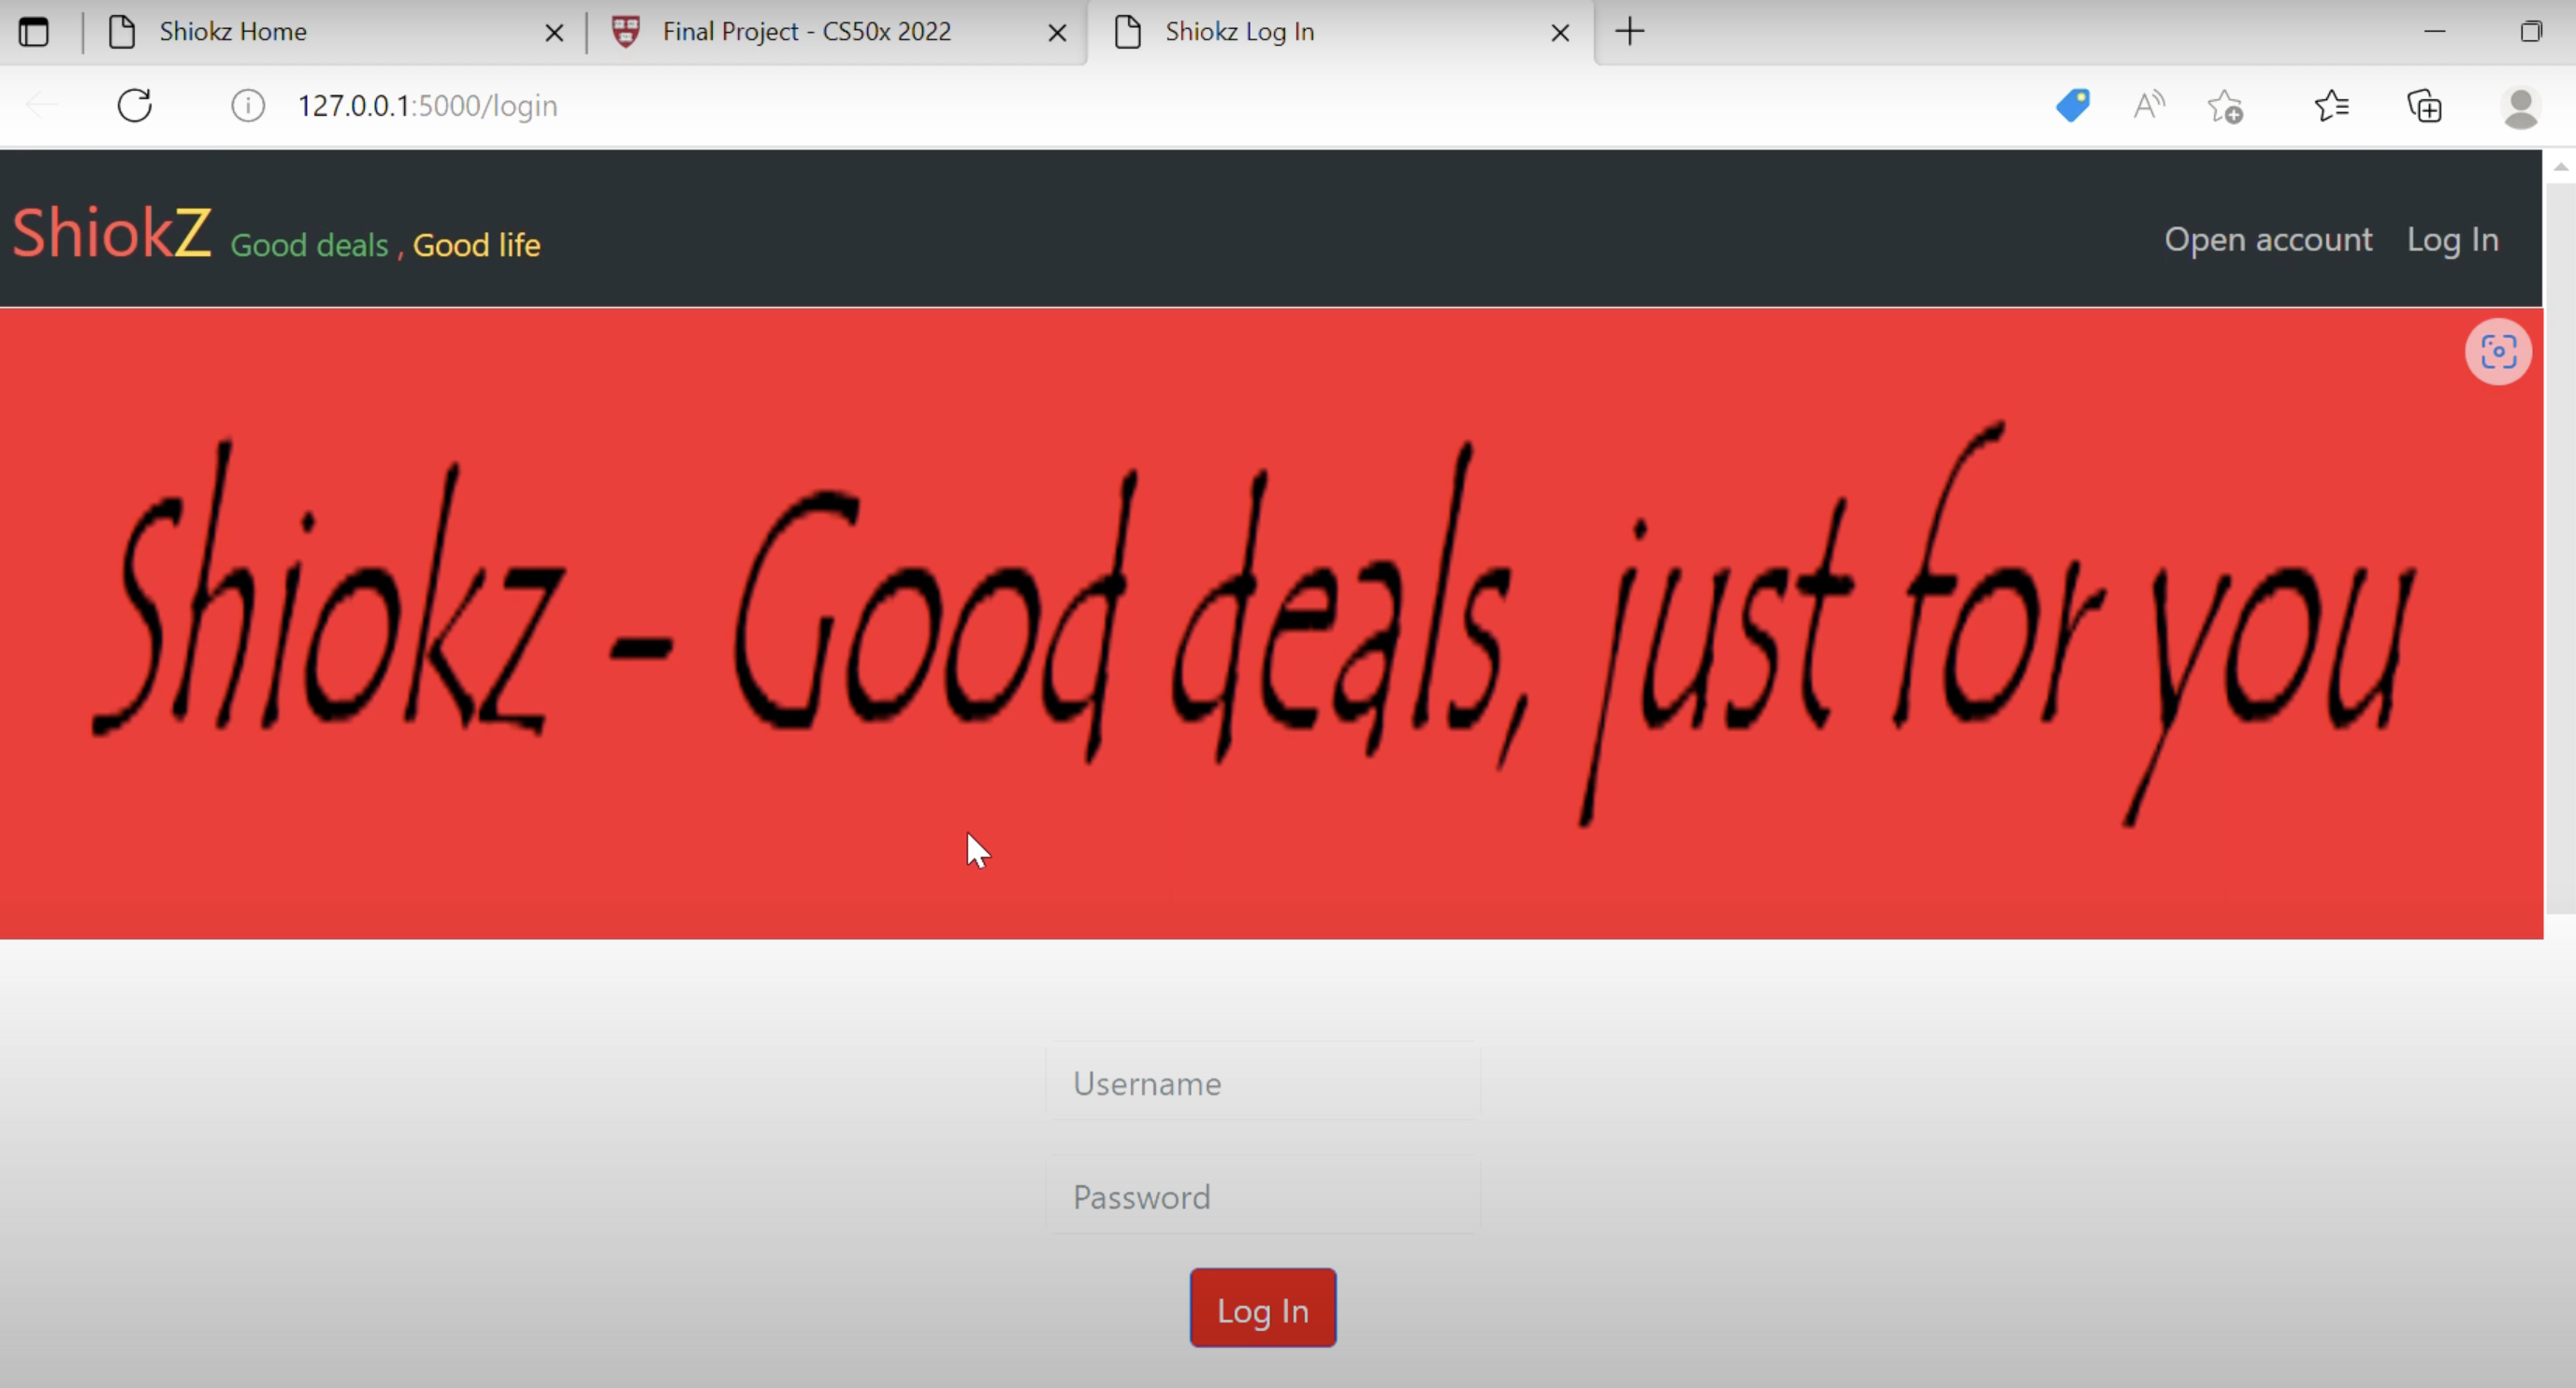 Shiokz Home
Final Project - CS50x 2022
Shiokz Log In
127.0.0.1:5000/login
ShiokZ Good deals , Good life
Open account Log In
Shiokz - Good deals, just for you
Username
Password
Log In